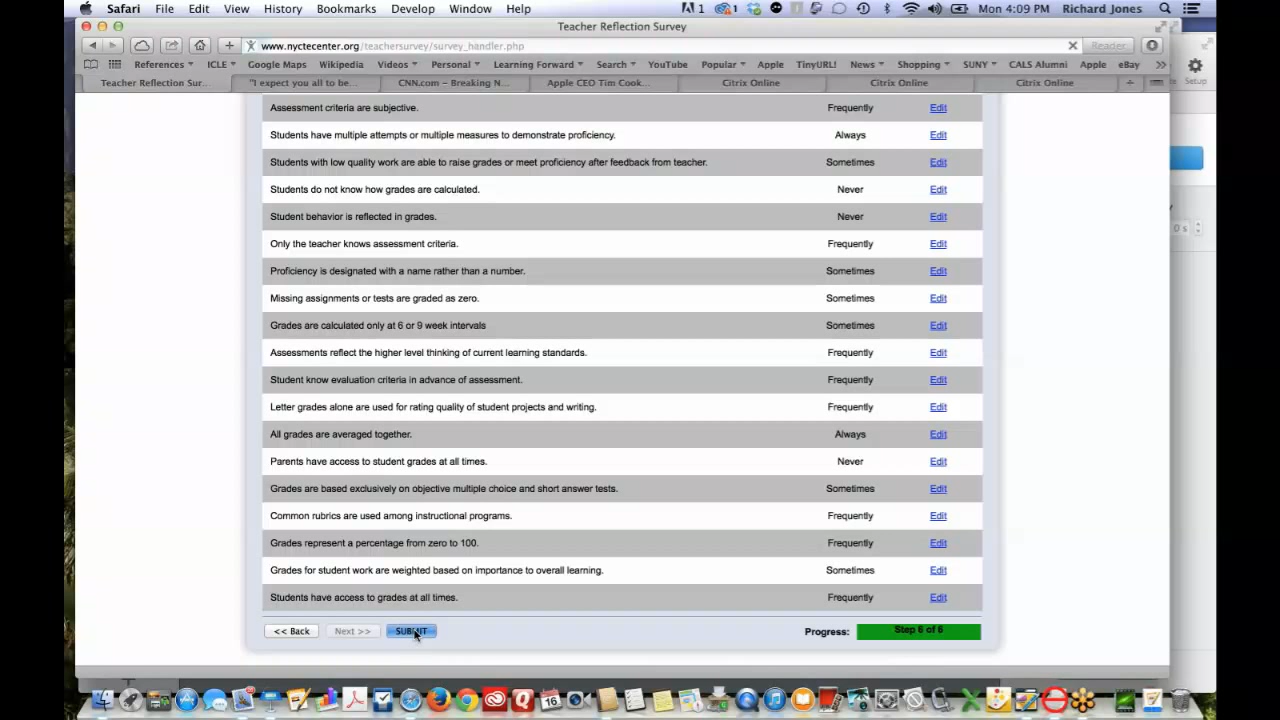 Safari File Edit View History Bookmarks Develop Window Help 1 1 Mon 4:09 PM Richard Jones
Teacher Reflection Survey
www.nyctecenter.org/teachersurvey/survey_handler.php Reader
References ICLE Google Maps Wikipedia Videos Personal Learning Forward Search YouTube Popular Apple TinyURL! News Shopping SUNY CALS Alumni Apple eBay Setup
Teacher Reflection Sur... "I expect you all to be... CNN.com – Breaking N... Apple CEO Tim Cook... Citrix Online Citrix Online Citrix Online
Assessment criteria are subjective. Frequently Edit
Students have multiple attempts or multiple measures to demonstrate proficiency. Always Edit
Students with low quality work are able to raise grades or meet proficiency after feedback from teacher. Sometimes Edit
Students do not know how grades are calculated. Never Edit
Student behavior is reflected in grades. Never Edit
Only the teacher knows assessment criteria. Frequently Edit
Proficiency is designated with a name rather than a number. Sometimes Edit
Missing assignments or tests are graded as zero. Sometimes Edit
Grades are calculated only at 6 or 9 week intervals Sometimes Edit
Assessments reflect the higher level thinking of current learning standards. Frequently Edit
Student know evaluation criteria in advance of assessment. Frequently Edit
Letter grades alone are used for rating quality of student projects and writing. Frequently Edit
All grades are averaged together. Always Edit
Parents have access to student grades at all times. Never Edit
Grades are based exclusively on objective multiple choice and short answer tests. Sometimes Edit
Common rubrics are used among instructional programs. Frequently Edit
Grades represent a percentage from zero to 100. Frequently Edit
Grades for student work are weighted based on importance to overall learning. Sometimes Edit
Students have access to grades at all times. Frequently Edit
<< Back Next >> SUBMIT Progress: Step 6 of 6
0 s
16